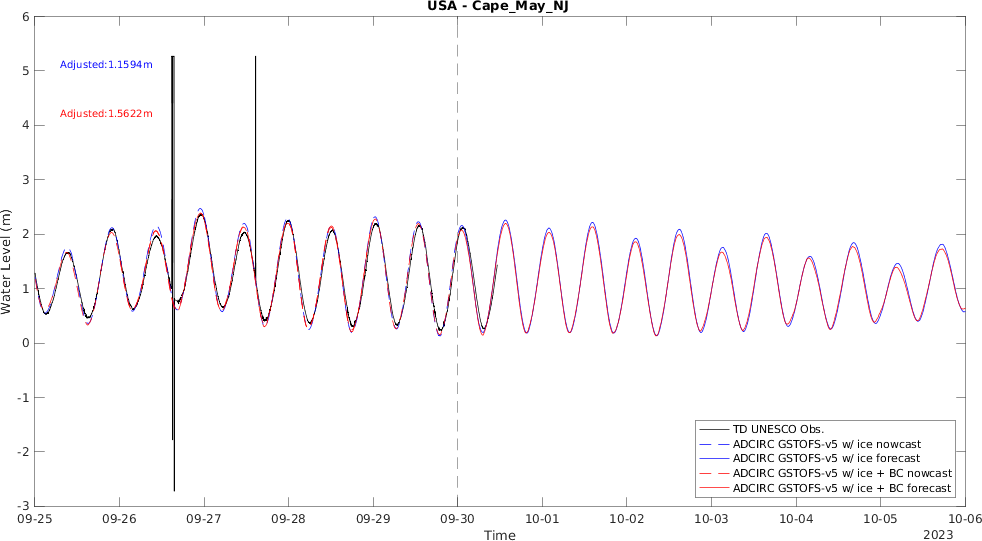 USA - Cape_May_NJ
6
5
4
3
2
1
0
-1
-2
-3
Water Level (m)
Adjusted:1.1594m
Adjusted:1.5622m
TD UNESCO Obs.
ADCIRC GSTOFS-v5 w/ ice nowcast
ADCIRC GSTOFS-v5 w/ ice forecast
ADCIRC GSTOFS-v5 w/ ice + BC nowcast
ADCIRC GSTOFS-v5 w/ ice + BC forecast
09-25 09-26 09-27 09-28 09-29 09-30 10-01 10-02 10-03 10-04 10-05 10-06
Time
2023